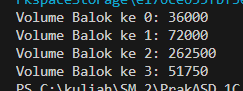 Volume Balok ke 0: 36000
Volume Balok ke 1: 72000
Volume Balok ke 2: 262500
Volume Balok ke 3: 51750
PS C:\kuliah\SM 2\PrakASD 1C